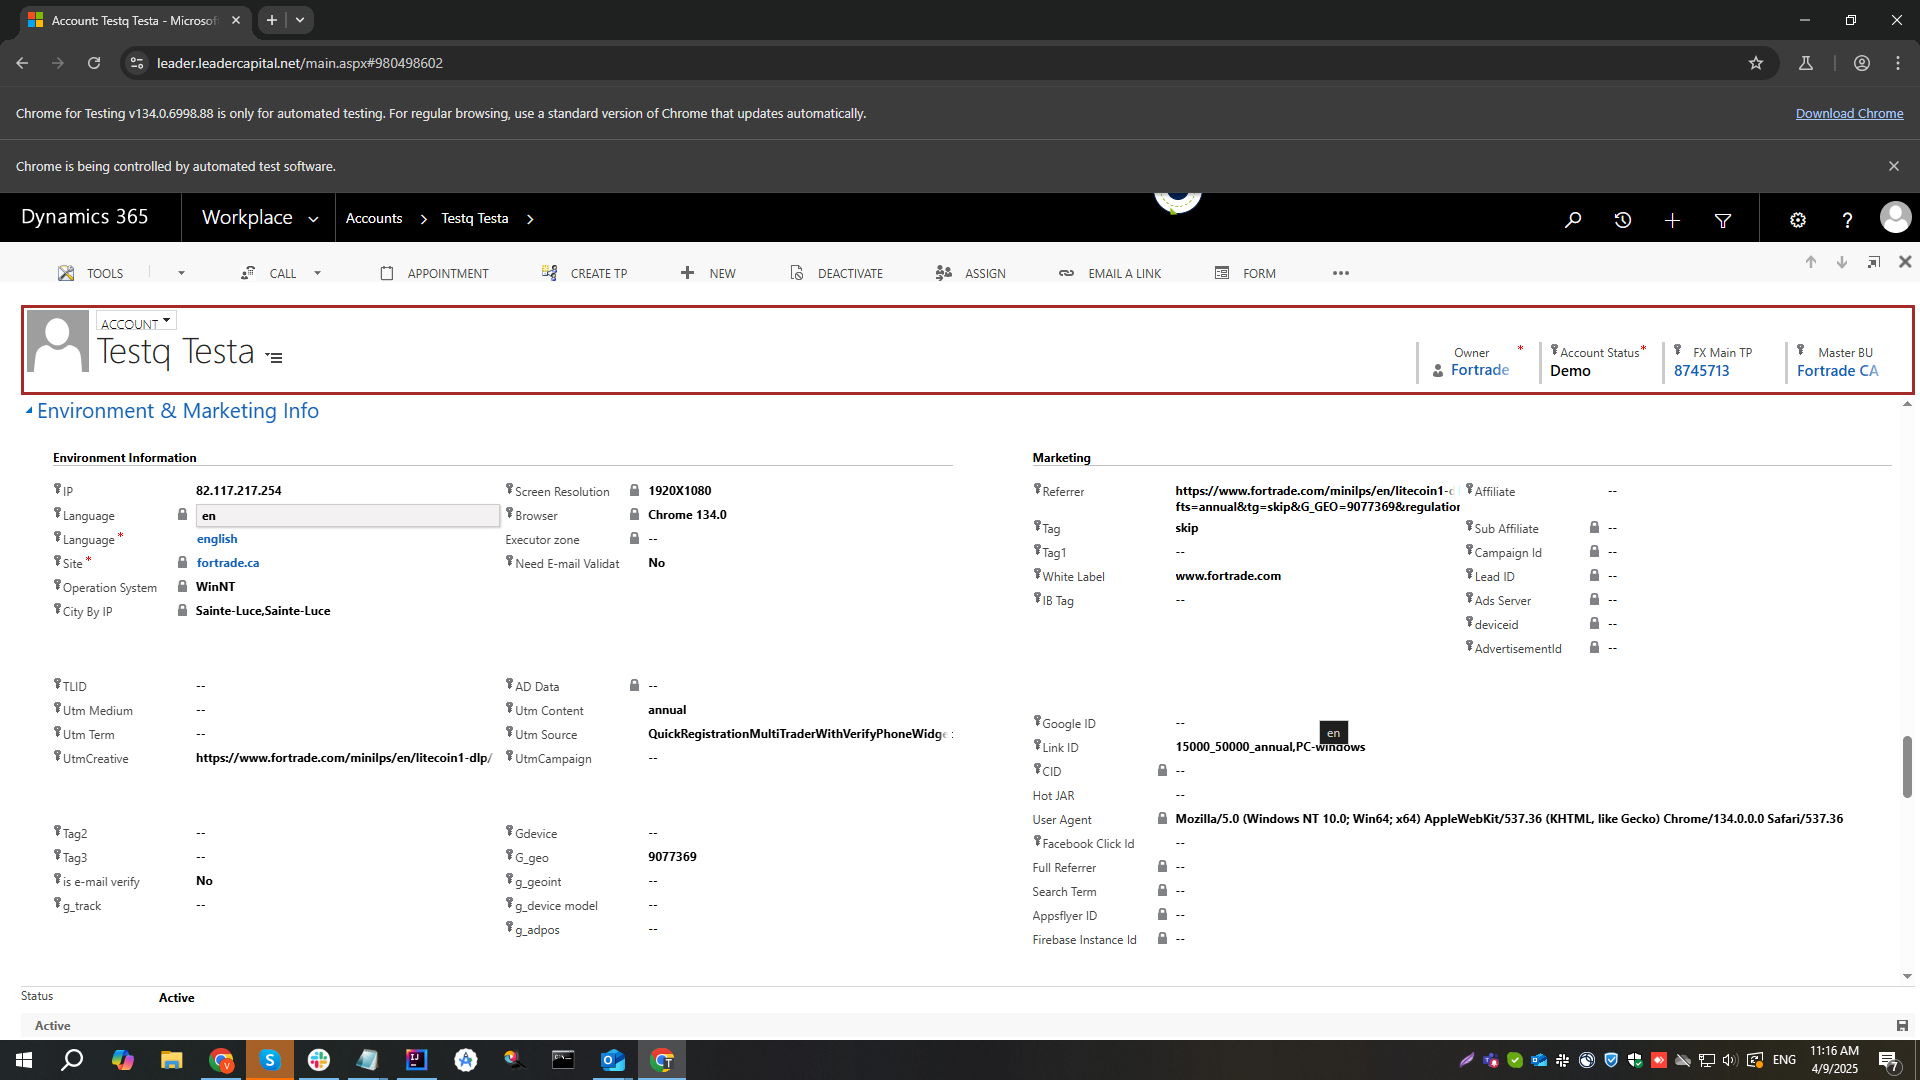 Account: Testq Testa - Microsof
leader.leadercapital.net/main.aspx#980498602
Chrome for Testing v134.0.6998.88 is only for automated testing. For regular browsing, use a standard version of Chrome that updates automatically.
Download Chrome
Chrome is being controlled by automated test software.
Dynamics 365
Workplace
Accounts
Testq Testa
TOOLS
CALL
APPOINTMENT
CREATE TP
NEW
DEACTIVATE
ASSIGN
EMAIL A LINK
FORM
ACCOUNT
Testq Testa
Owner *
Fortrade
Account Status *
Demo
FX Main TP
8745713
Master BU
Fortrade CA
Environment & Marketing Info
Environment Information
IP 82.117.217.254
Language en
Language * english
Site * fortrade.ca
Operation System WinNT
City By IP Sainte-Luce,Sainte-Luce
Screen Resolution 1920X1080
Browser Chrome 134.0
Executor zone --
Need E-mail Validat No
TLID --
Utm Medium --
Utm Term --
UtmCreative https://www.fortrade.com/minilps/en/litecoin1-dlp/
AD Data --
Utm Content annual
Utm Source QuickRegistrationMultiTraderWithVerifyPhoneWidge
UtmCampaign --
Tag2 --
Tag3 --
is e-mail verify No
g_track --
Gdevice --
G_geo 9077369
g_geoint --
g_device model --
g_adpos --
Marketing
Referrer https://www.fortrade.com/minilps/en/litecoin1-d
fts=annual&tg=skip&G_GEO=9077369&regulation
Tag skip
Tag1 --
White Label www.fortrade.com
IB Tag --
Affiliate --
Sub Affiliate --
Campaign Id --
Lead ID --
Ads Server --
deviceid --
AdvertisementId --
Google ID --
en
Link ID 15000_50000_annual,PC-windows
CID --
Hot JAR --
User Agent Mozilla/5.0 (Windows NT 10.0; Win64; x64) AppleWebKit/537.36 (KHTML, like Gecko) Chrome/134.0.0.0 Safari/537.36
Facebook Click Id --
Full Referrer --
Search Term --
Appsflyer ID --
Firebase Instance Id --
Status Active
Active
ENG
11:16 AM
4/9/2025
7